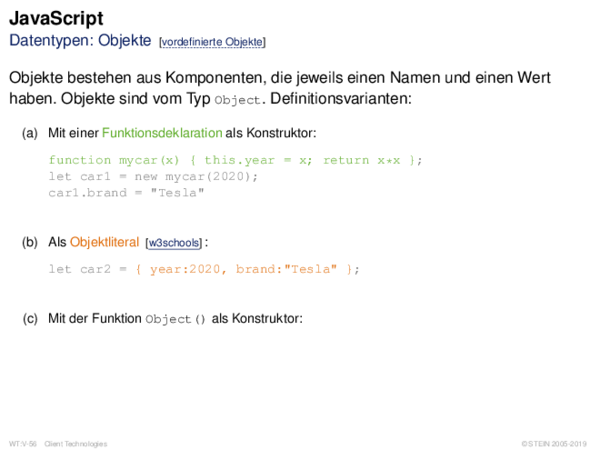 JavaScript
Datentypen: Objekte [vordefinierte Objekte]
Objekte bestehen aus Komponenten, die jeweils einen Namen und einen Wert
haben. Objekte sind vom Typ Object. Definitionsvarianten:
(a) Mit einer Funktionsdeklaration als Konstruktor:
function mycar(x) { this.year = x; return x*x };
let car1 = new mycar(2020);
car1.brand = "Tesla"
(b) Als Objektliteral [w3schools] :
let car2 = { year:2020, brand:"Tesla" };
(c) Mit der Funktion Object() als Konstruktor:
WT:V-56 Client Technologies © STEIN 2005-2019